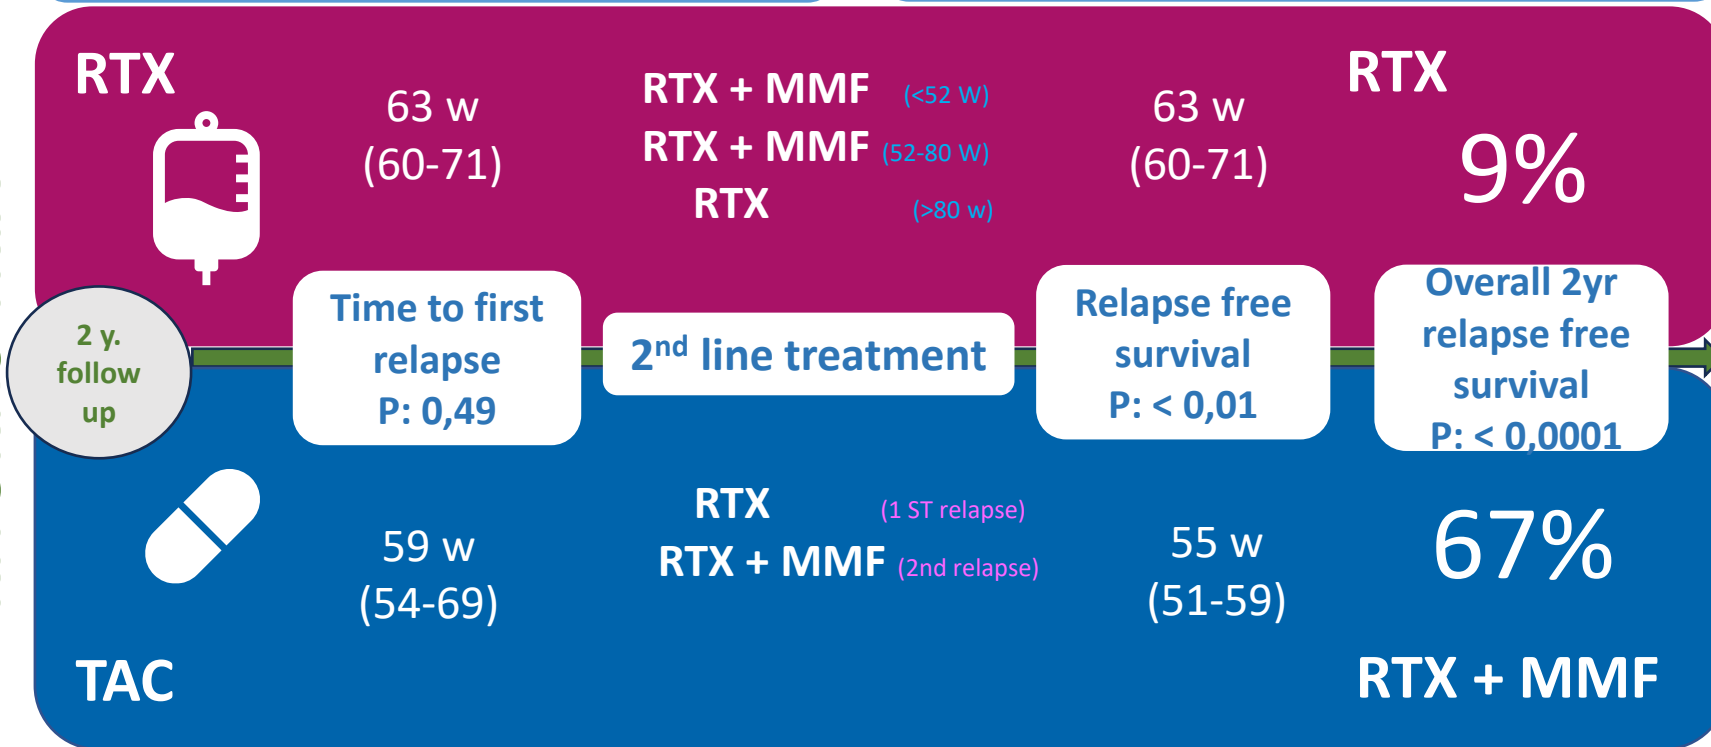 RTX
63 w
(60-71)
RTX + MMF (<52 W)
RTX + MMF (52-80 W)
RTX (>80 w)
63 w
(60-71)
RTX
9%
2 y.
follow
up
Time to first
relapse
P: 0,49
2nd line treatment
Relapse free
survival
P: < 0,01
Overall 2yr
relapse free
survival
P: < 0,0001
TAC
59 w
(54-69)
RTX (1 ST relapse)
RTX + MMF (2nd relapse)
55 w
(51-59)
67%
RTX + MMF